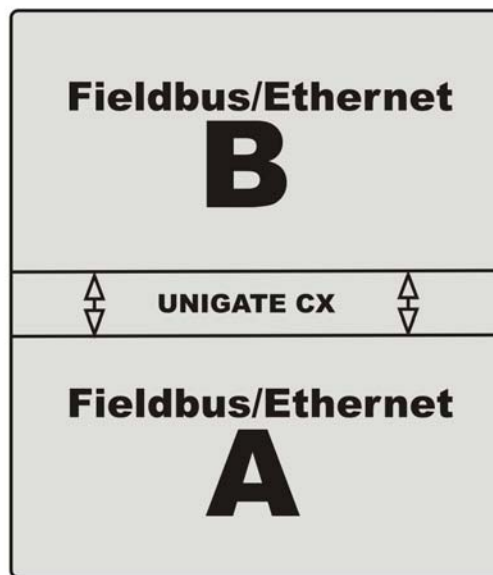 Fieldbus/Ethernet
B
UNIGATE CX
Fieldbus/Ethernet
A